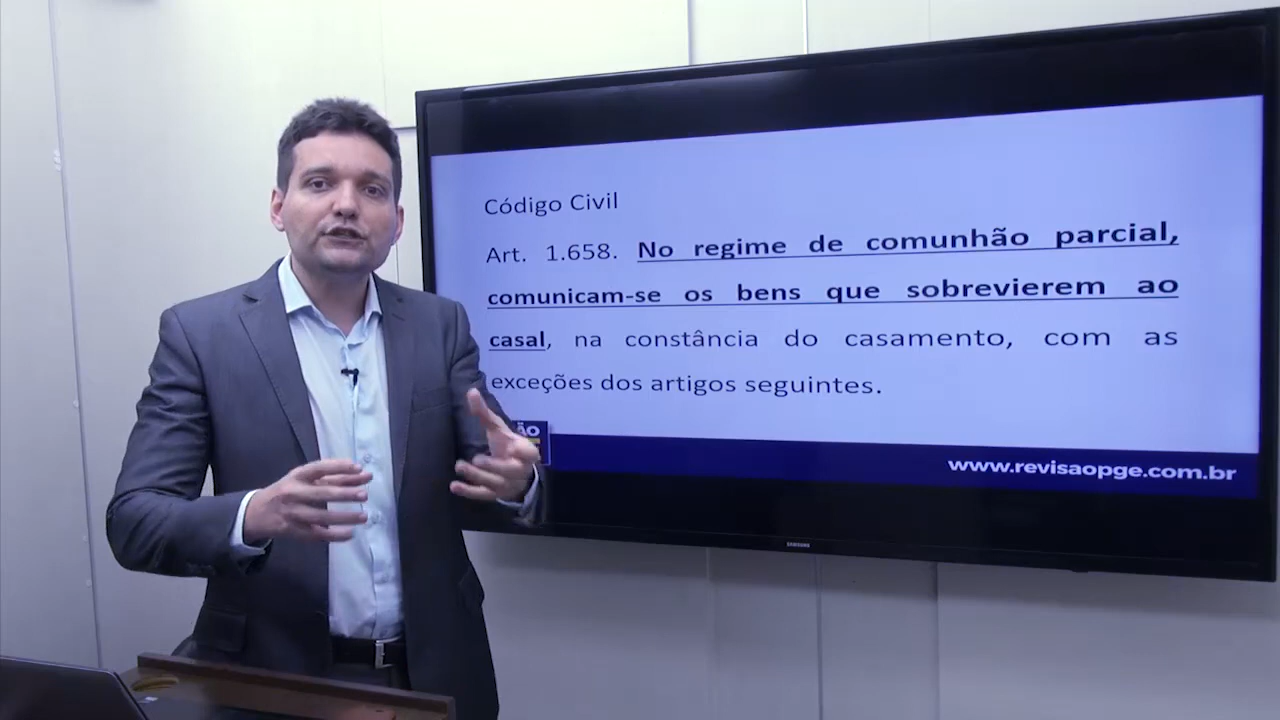 Código Civil
Art. 1.658. No regime de comunhão parcial,
comunicam-se os bens que sobrevierem ao
casal, na constância do casamento, com as
exceções dos artigos seguintes.
ÃO
www.revisaopge.com.br
SAMSUNG